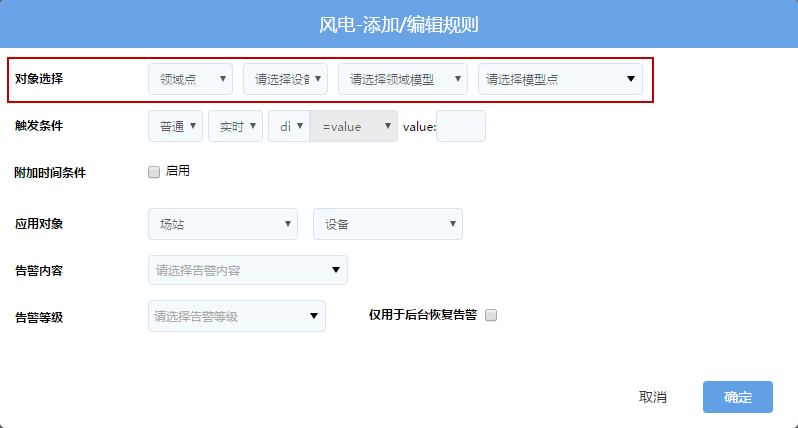 风电-添加/编辑规则
对象选择 领域点 请选择设备 请选择领域模型 请选择模型点
触发条件 普通 实时 di =value value:
附加时间条件 启用
应用对象 场站 设备
告警内容 请选择告警内容
告警等级 请选择告警等级 仅用于后台恢复告警
取消 确定